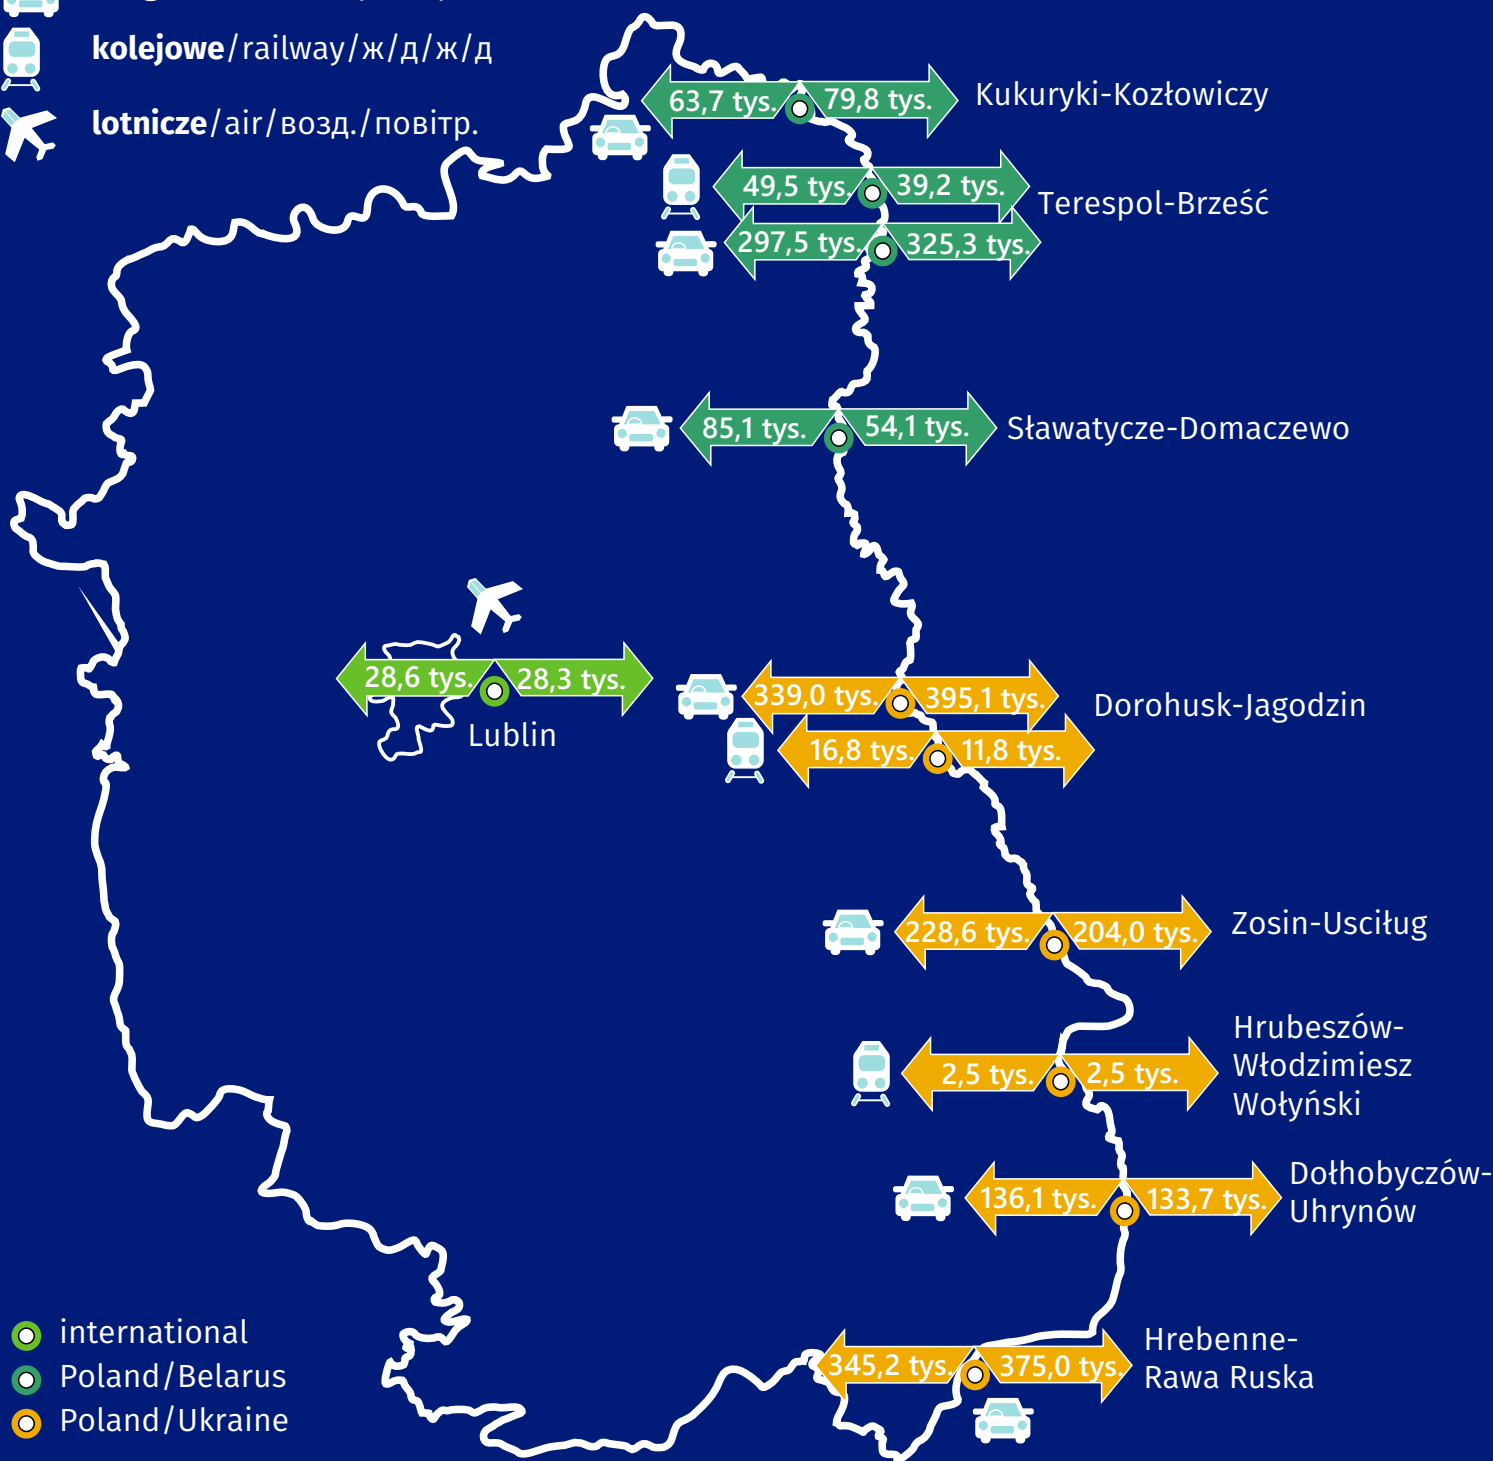 kolejowe/railway/ж/д/ж/д
lotnicze/air/возд./повітр.
63,7 tys. 79,8 tys. Kukuryki-Kozłowiczy
49,5 tys. 39,2 tys.
Terespol-Brześć
297,5 tys. 325,3 tys.
85,1 tys. 54,1 tys. Sławatycze-Domaczewo
28,6 tys. 28,3 tys.
Lublin
339,0 tys. 395,1 tys. Dorohusk-Jagodzin
16,8 tys. 11,8 tys.
228,6 tys. 204,0 tys. Zosin-Usciług
2,5 tys. 2,5 tys.
Hrubeszów-
Włodzimiesz
Wołyński
136,1 tys. 133,7 tys.
Dołhobyczów-
Uhrynów
345,2 tys. 375,0 tys.
Hrebenne-
Rawa Ruska
international
Poland/Belarus
Poland/Ukraine